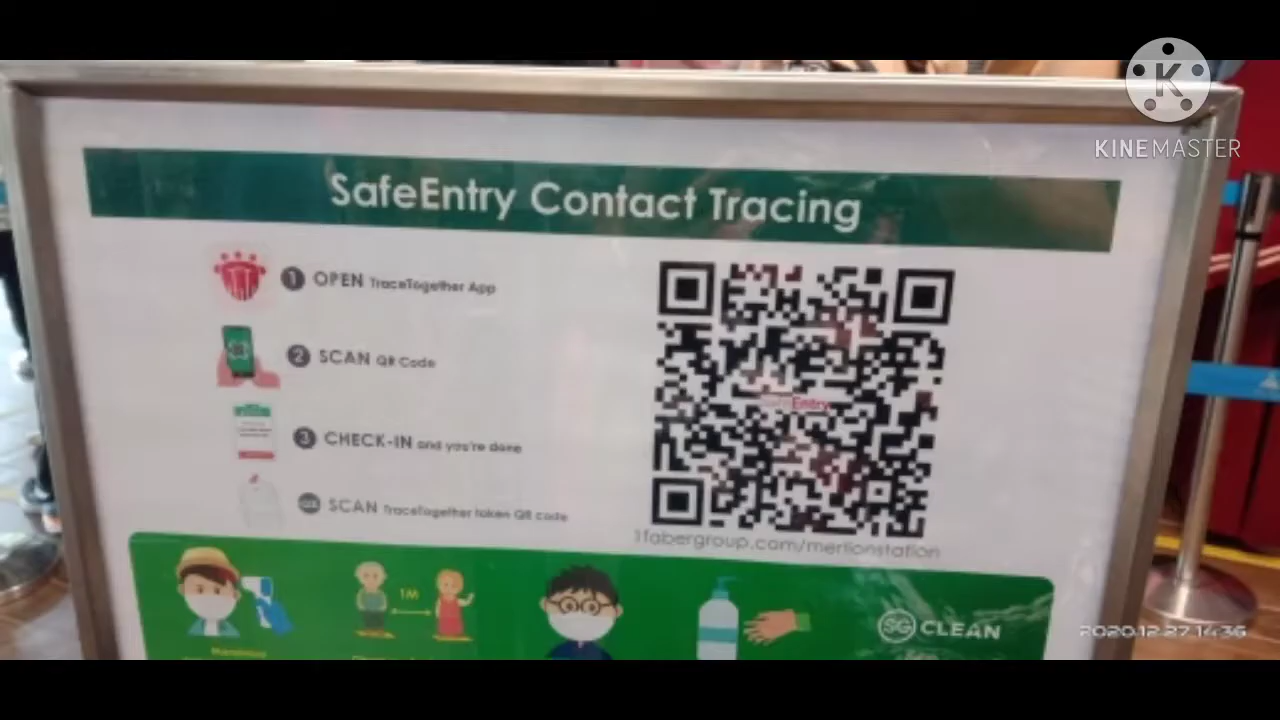 KINEMASTER
SafeEntry Contact Tracing
1 OPEN TraceTogether App
2 SCAN QR Code
3 CHECK-IN and you're done
SCAN TraceTogether token QR code
SafeEntry
1fabergroup.com/merlionstation
1M
SG CLEAN
2020.12.27 14:36